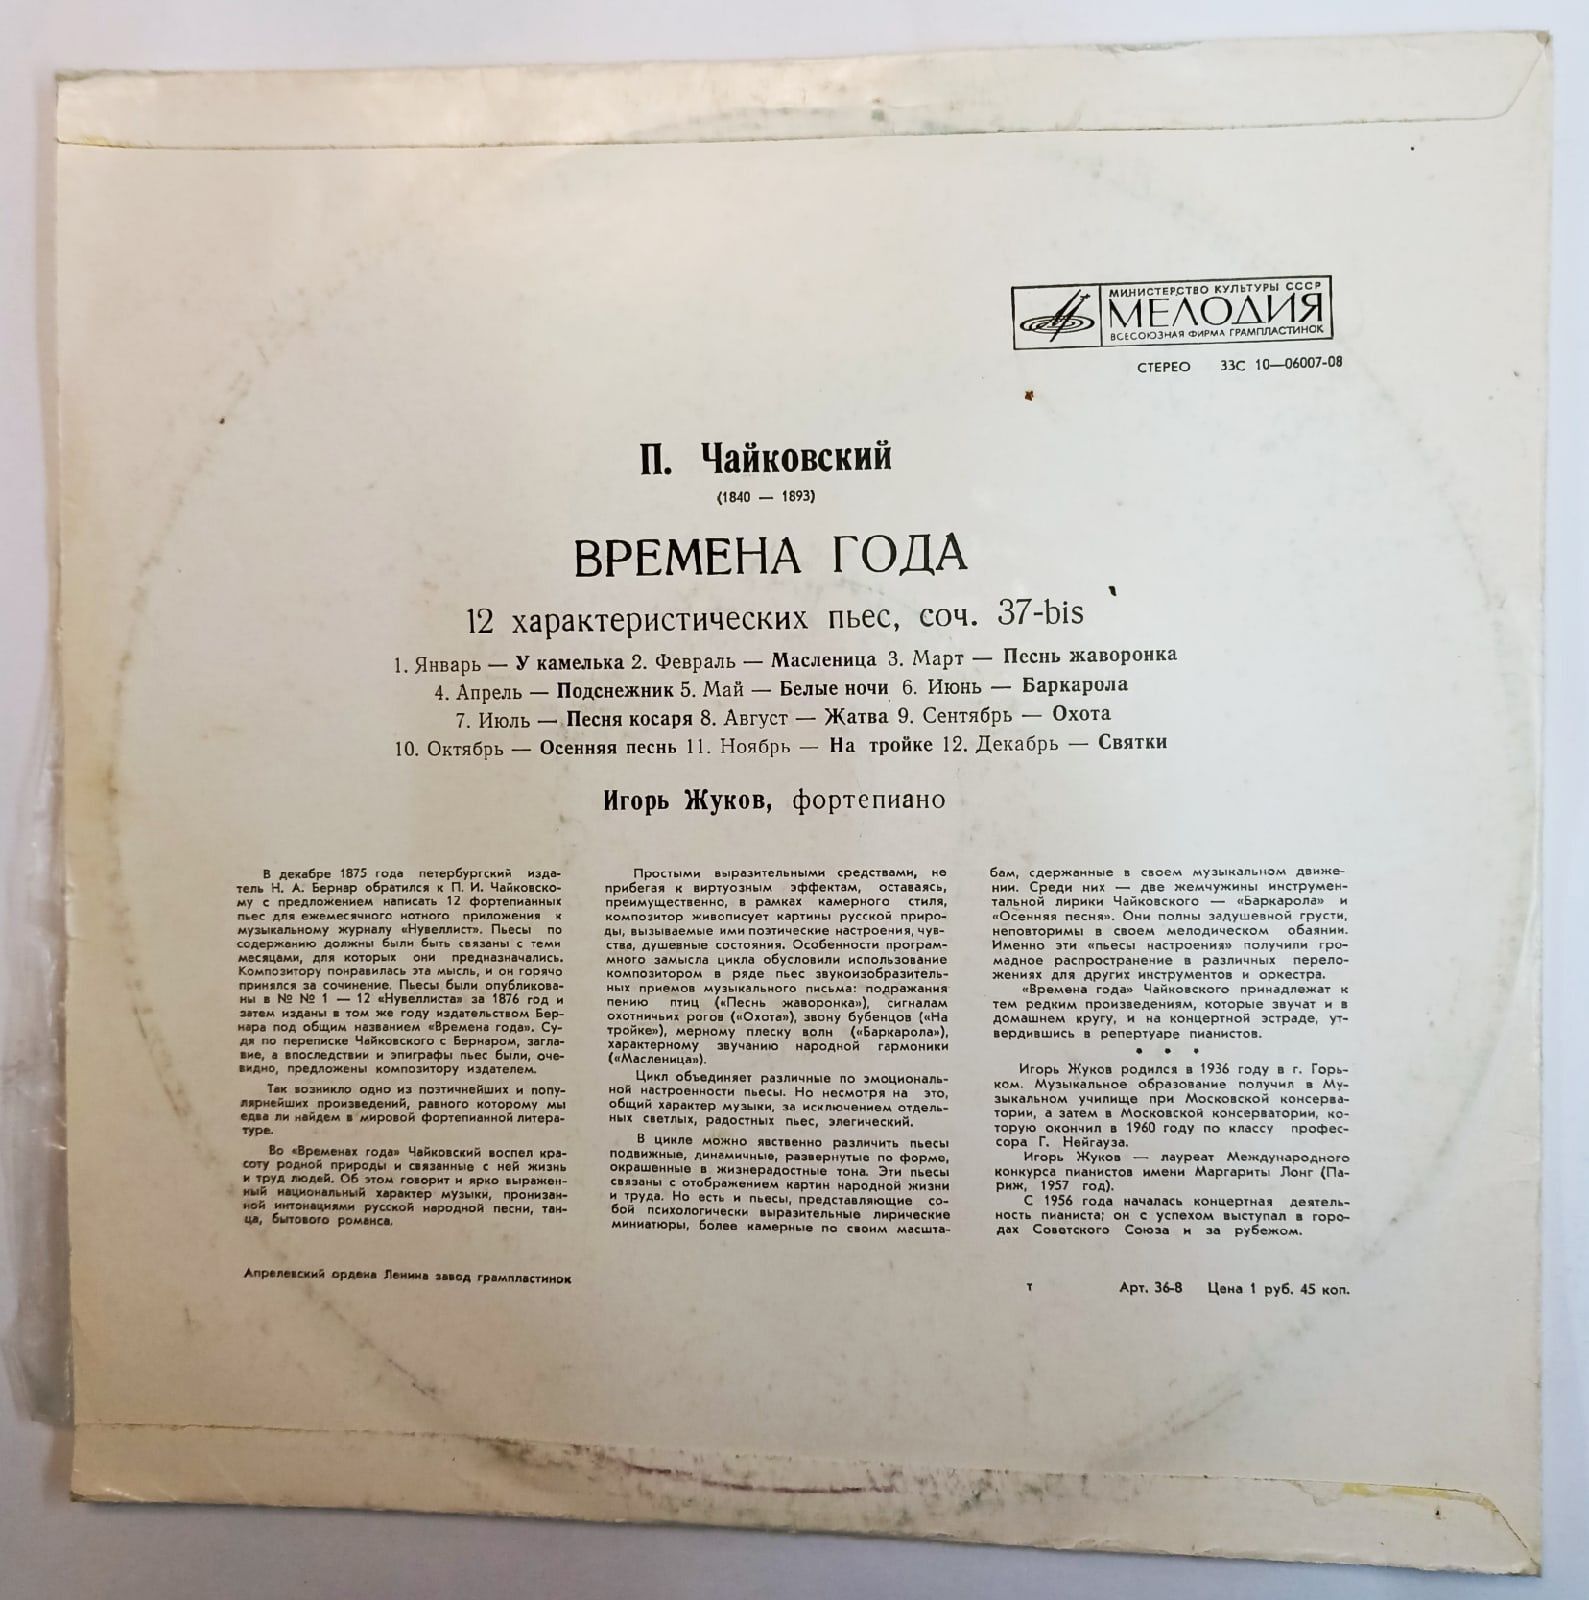 МИНИСТЕРСТВО КУЛЬТУРЫ СССР
МЕЛОДИЯ
ВСЕСОЮЗНАЯ ФИРМА ГРАМПЛАСТИНОК
СТЕРЕО 33С 10—06007-08
П. Чайковский
(1840 — 1893)
ВРЕМЕНА ГОДА
12 характеристических пьес, соч. 37-bis
1. Январь — У камелька 2. Февраль — Масленица 3. Март — Песнь жаворонка
4. Апрель — Подснежник 5. Май — Белые ночи 6. Июнь — Баркарола
7. Июль — Песня косаря 8. Август — Жатва 9. Сентябрь — Охота
10. Октябрь — Осенняя песнь 11. Ноябрь — На тройке 12. Декабрь — Святки
Игорь Жуков, фортепиано
В декабре 1875 года петербургский изда-
тель Н. А. Бернар обратился к П. И. Чайковско-
му с предложением написать 12 фортепианных
пьес для ежемесячного нотного приложения к
музыкальному журналу «Нувеллист». Пьесы по
содержанию должны были быть связаны с теми
месяцами, для которых они предназначались.
Композитору понравилась эта мысль, и он горячо
принялся за сочинение. Пьесы были опубликова-
ны в № № 1 — 12 «Нувеллиста» за 1876 год и
затем изданы в том же году издательством Бер-
нара под общим названием «Времена года». Су-
дя по переписке Чайковского с Бернаром, загла-
вие, а впоследствии и эпиграфы пьес были, оче-
видно, предложены композитору издателем.
Так возникло одно из поэтичнейших и попу-
лярнейших произведений, равного которому мы
едва ли найдем в мировой фортепианной литера-
туре.
Во «Временах года» Чайковский воспел кра-
соту родной природы и связанные с ней жизнь
и труд людей. Об этом говорит и ярко выражен-
ный национальный характер музыки, пронизан-
ной интонациями русской народной песни, тан-
ца, бытового романса.
Простыми выразительными средствами, не
прибегая к виртуозным эффектам, оставаясь,
преимущественно, в рамках камерного стиля,
композитор живописует картины русской приро-
ды, вызываемые ими поэтические настроения, чув-
ства, душевные состояния. Особенности програм-
много замысла цикла обусловили использование
композитором в ряде пьес звукоизобразитель-
ных приемов музыкального письма: подражания
пению птиц («Песнь жаворонка»), сигналам
охотничьих рогов («Охота»), звону бубенцов («На
тройке»), мерному плеску волн («Баркарола»),
характерному звучанию народной гармоники
(«Масленица»).
Цикл объединяет различные по эмоциональ-
ной настроенности пьесы. Но несмотря на это,
общий характер музыки, за исключением отдель-
ных светлых, радостных пьес, элегический.
В цикле можно явственно различить пьесы
подвижные, динамичные, развернутые по форме,
окрашенные в жизнерадостные тона. Эти пьесы
связаны с отображением картин народной жизни
и труда. Но есть и пьесы, представляющие со-
бой психологически выразительные лирические
миниатюры, более камерные по своим масшта-
бам, сдержанные в своем музыкальном движе-
нии. Среди них — две жемчужины инструмен-
тальной лирики Чайковского — «Баркарола» и
«Осенняя песня». Они полны задушевной грусти,
неповторимы в своем мелодическом обаянии.
Именно эти «пьесы настроения» получили гро-
мадное распространение в различных перело-
жениях для других инструментов и оркестра.
«Времена года» Чайковского принадлежат к
тем редким произведениям, которые звучат и в
домашнем кругу, и на концертной эстраде, ут-
вердившись в репертуаре пианистов.
• • •
Игорь Жуков родился в 1936 году в г. Горь-
ком. Музыкальное образование получил в Му-
зыкальном училище при Московской консерва-
тории, а затем в Московской консерватории, ко-
торую окончил в 1960 году по классу профес-
сора Г. Нейгауза.
Игорь Жуков — лауреат Международного
конкурса пианистов имени Маргариты Лонг (Па-
риж, 1957 год).
С 1956 года началась концертная деятель-
ность пианиста; он с успехом выступал в горо-
дах Советского Союза и за рубежом.
Апрелевский ордена Ленина завод грампластинок
т Арт. 36-8 Цена 1 руб. 45 коп.